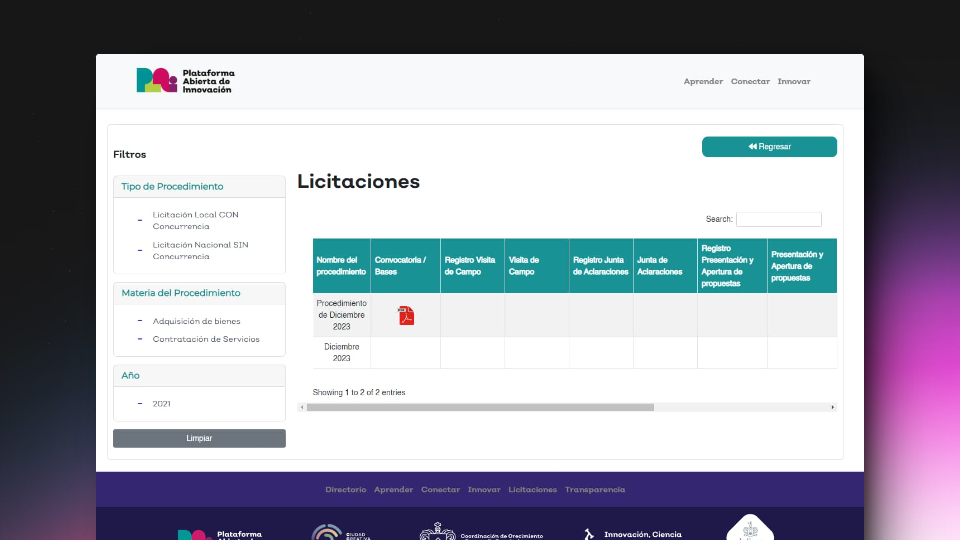 Plataforma
Abierta de
Innovación
Aprender Conectar Innovar
Regresar
Filtros
Tipo de Procedimiento
- Licitación Local CON
Concurrencia
- Licitación Nacional SIN
Concurrencia
Materia del Procedimiento
- Adquisición de bienes
- Contratación de Servicios
Año
- 2021
Limpiar
Licitaciones
Search:
Nombre del
procedimiento
Convocatoria /
Bases
Registro Visita
de Campo
Visita de
Campo
Registro Junta
de Aclaraciones
Junta de
Aclaraciones
Registro
Presentación y
Apertura de
propuestas
Presentación y
Apertura de
propuestas
Procedimiento
de Diciembre
2023
Diciembre
2023
Showing 1 to 2 of 2 entries
Directorio Aprender Conectar Innovar Licitaciones Transparencia
Plataforma
CIUDAD
CREATIVA
Coordinación de Crecimiento
Innovación, Ciencia